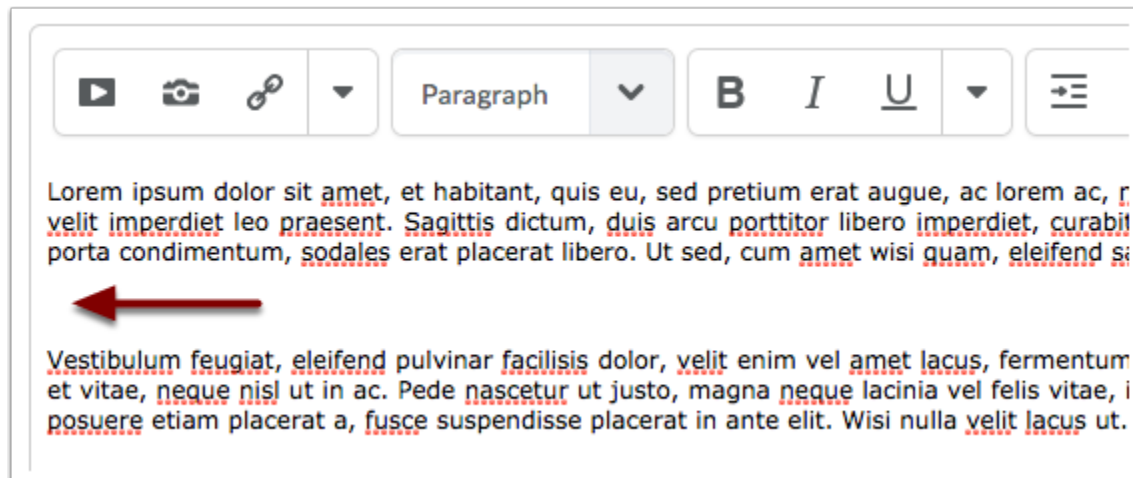 Paragraph B I U
Lorem ipsum dolor sit amet, et habitant, quis eu, sed pretium erat augue, ac lorem ac,
velit imperdiet leo praesent. Sagittis dictum, duis arcu porttitor libero imperdiet,
porta condimentum, sodales erat placerat libero. Ut sed, cum amet wisi quam, eleifend
Vestibulum feugiat, eleifend pulvinar facilisis dolor, velit enim vel amet lacus, fermentum
et vitae, neque nisl ut in ac. Pede nascetur ut justo, magna neque lacinia vel felis vitae,
posuere etiam placerat a, fusce suspendisse placerat in ante elit. Wisi nulla velit lacus ut.